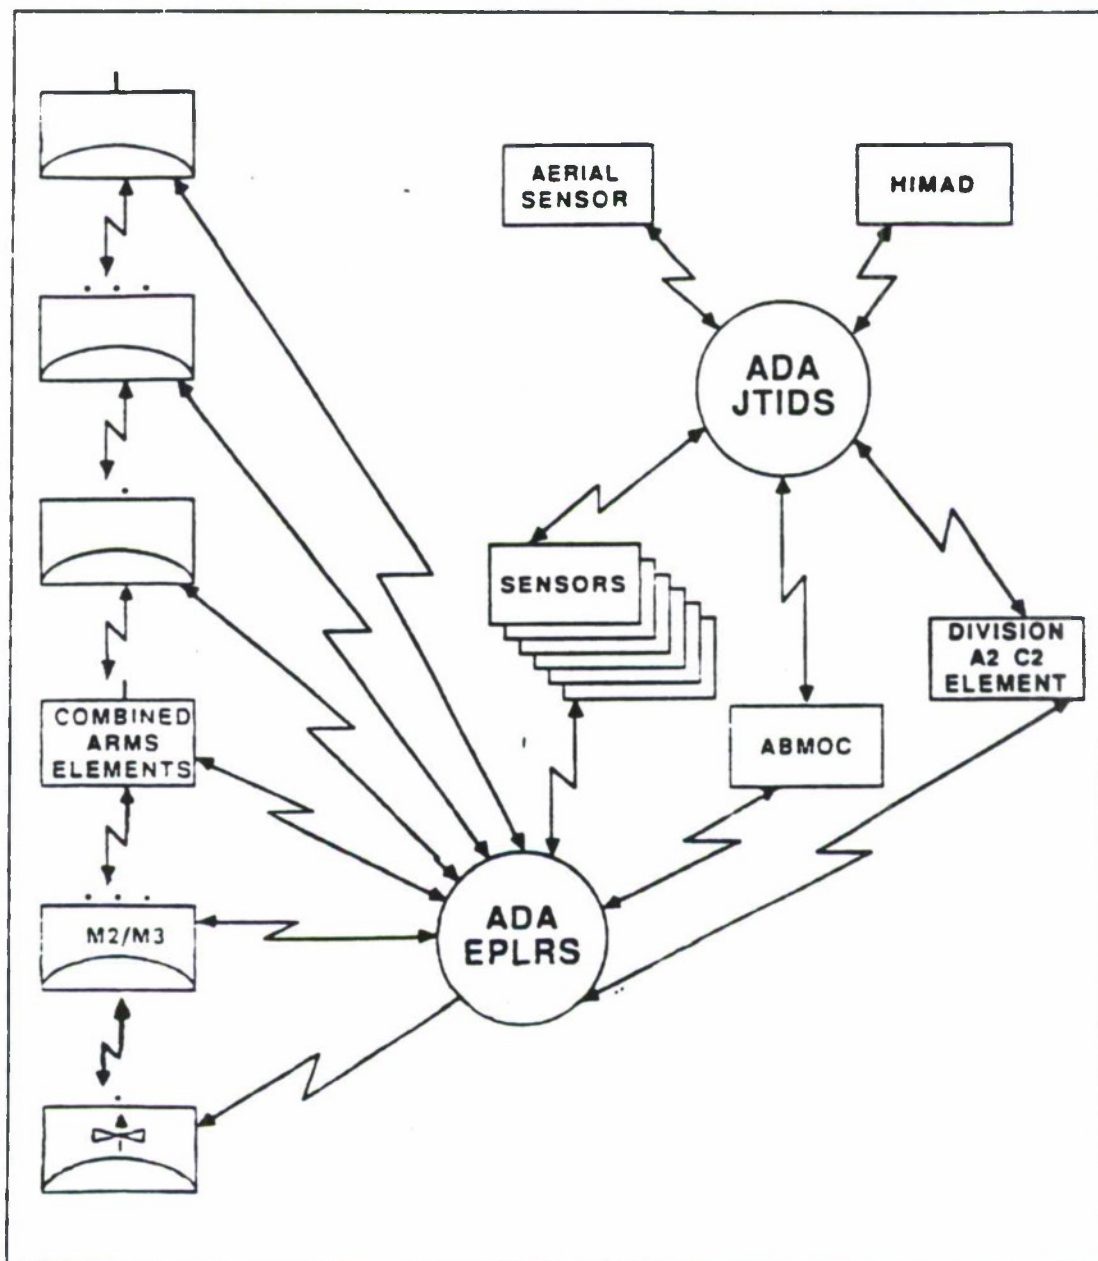 AERIAL
SENSOR
HIMAD
ADA
JTIDS
SENSORS
DIVISION
A2 C2
ELEMENT
COMBINED
ARMS
ELEMENTS
ABMOC
M2/M3
ADA
EPLRS